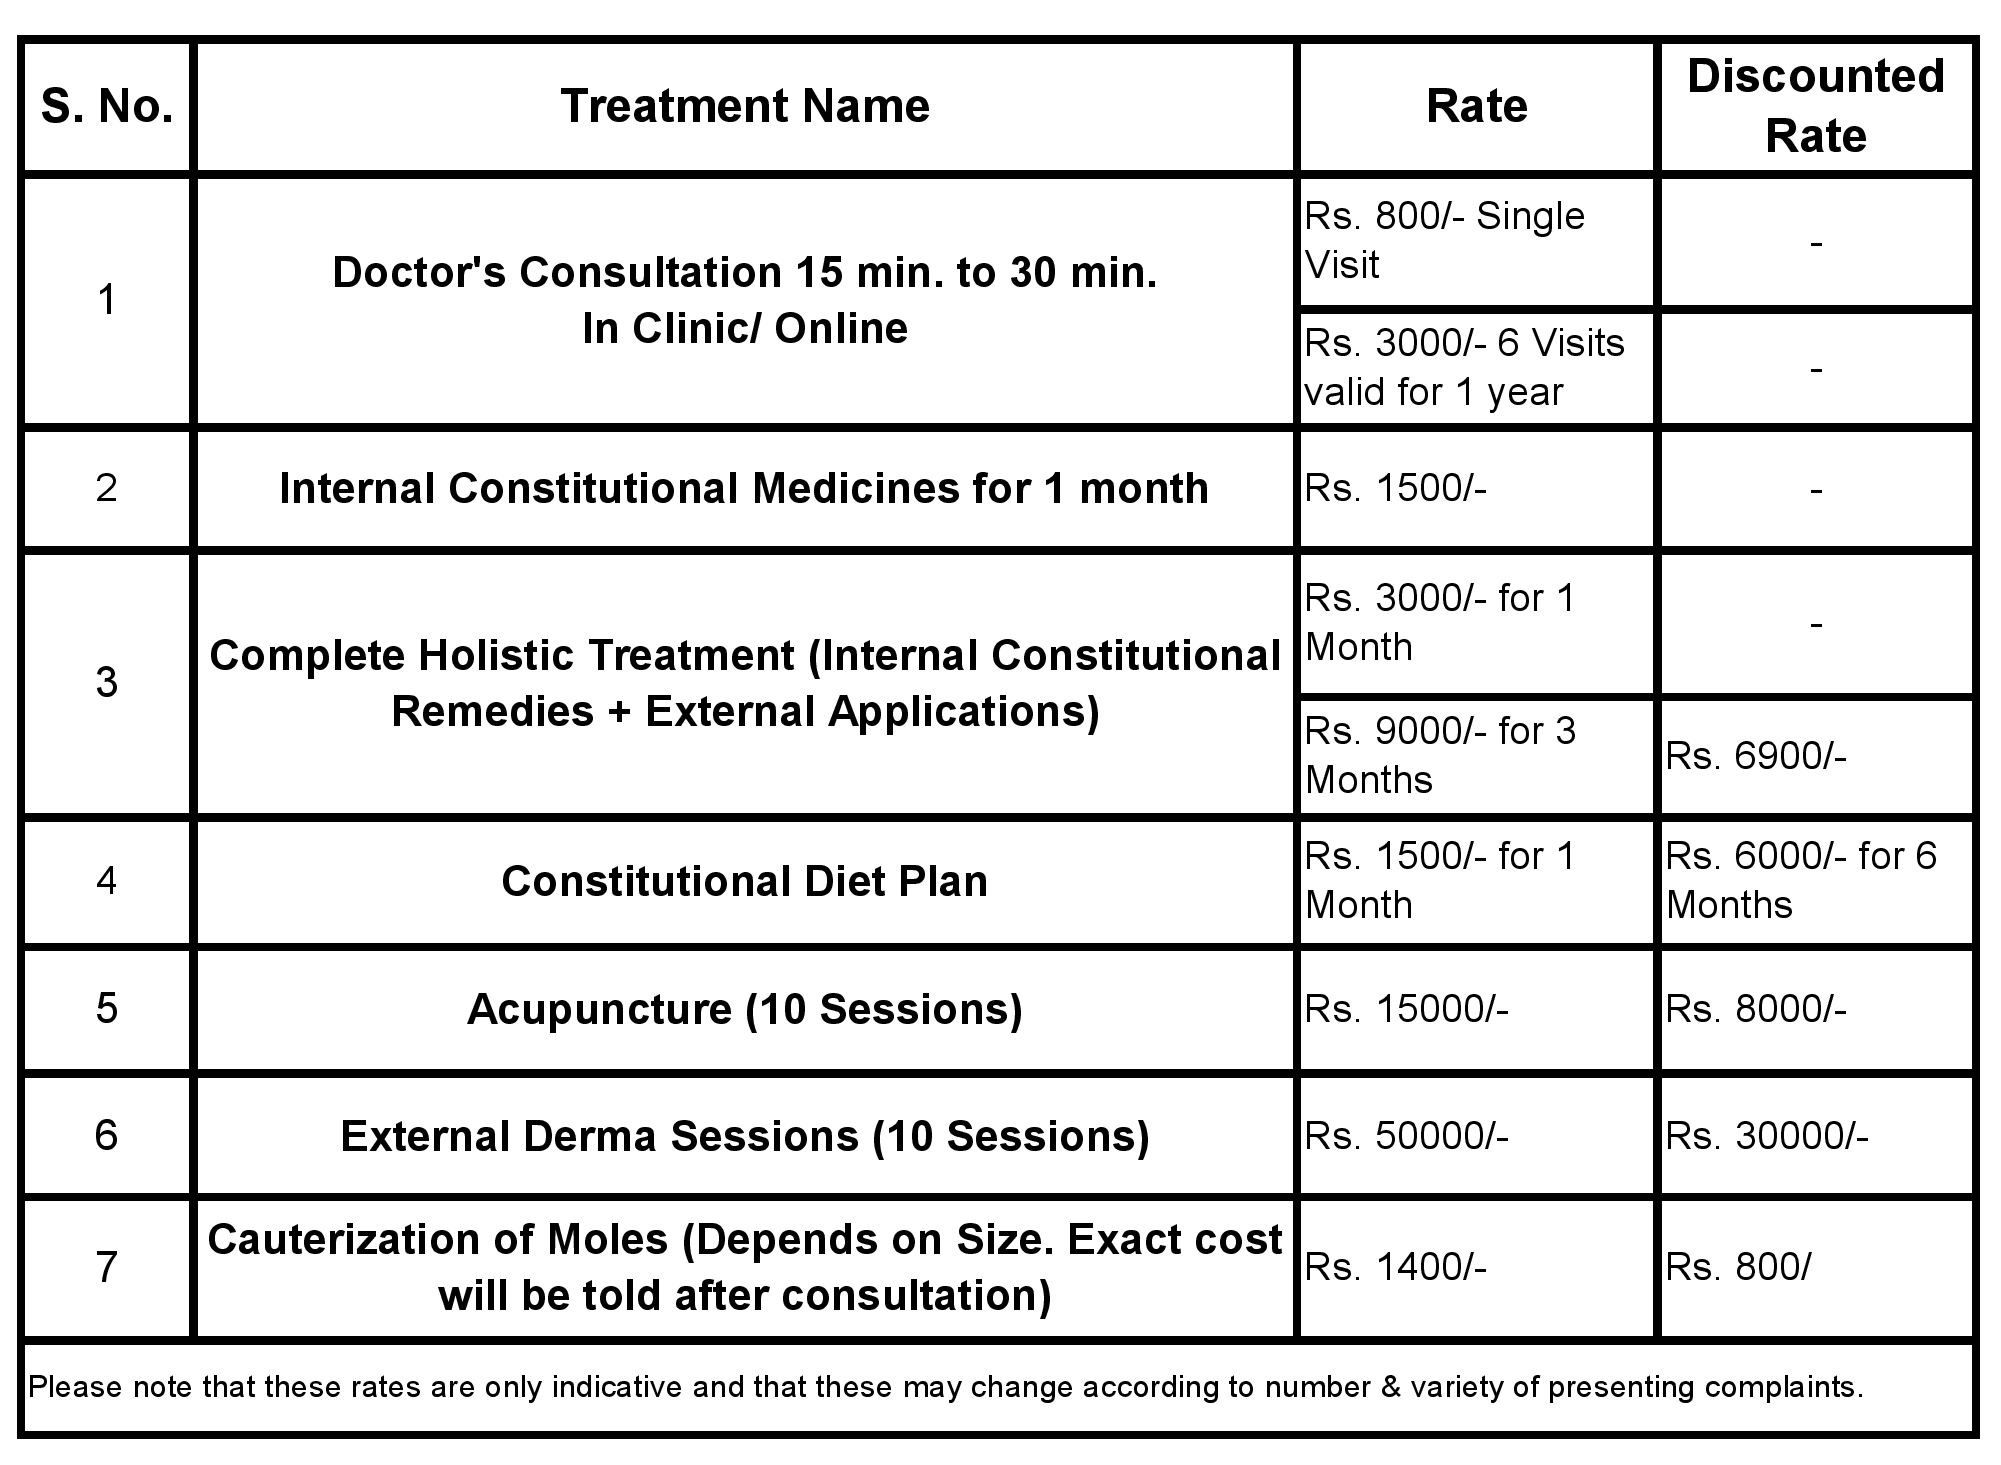 S. No.
Treatment Name
Rate
Discounted
Rate
1
Doctor's Consultation 15 min. to 30 min.
In Clinic/ Online
Rs. 800/- Single
Visit
-
Rs. 3000/- 6 Visits
valid for 1 year
-
2
Internal Constitutional Medicines for 1 month
Rs. 1500/-
-
3
Complete Holistic Treatment (Internal Constitutional
Remedies + External Applications)
Rs. 3000/- for 1
Month
-
Rs. 9000/- for 3
Months
Rs. 6900/-
4
Constitutional Diet Plan
Rs. 1500/- for 1
Month
Rs. 6000/- for 6
Months
5
Acupuncture (10 Sessions)
Rs. 15000/-
Rs. 8000/-
6
External Derma Sessions (10 Sessions)
Rs. 50000/-
Rs. 30000/-
7
Cauterization of Moles (Depends on Size. Exact cost
will be told after consultation)
Rs. 1400/-
Rs. 800/
Please note that these rates are only indicative and that these may change according to number & variety of presenting complaints.